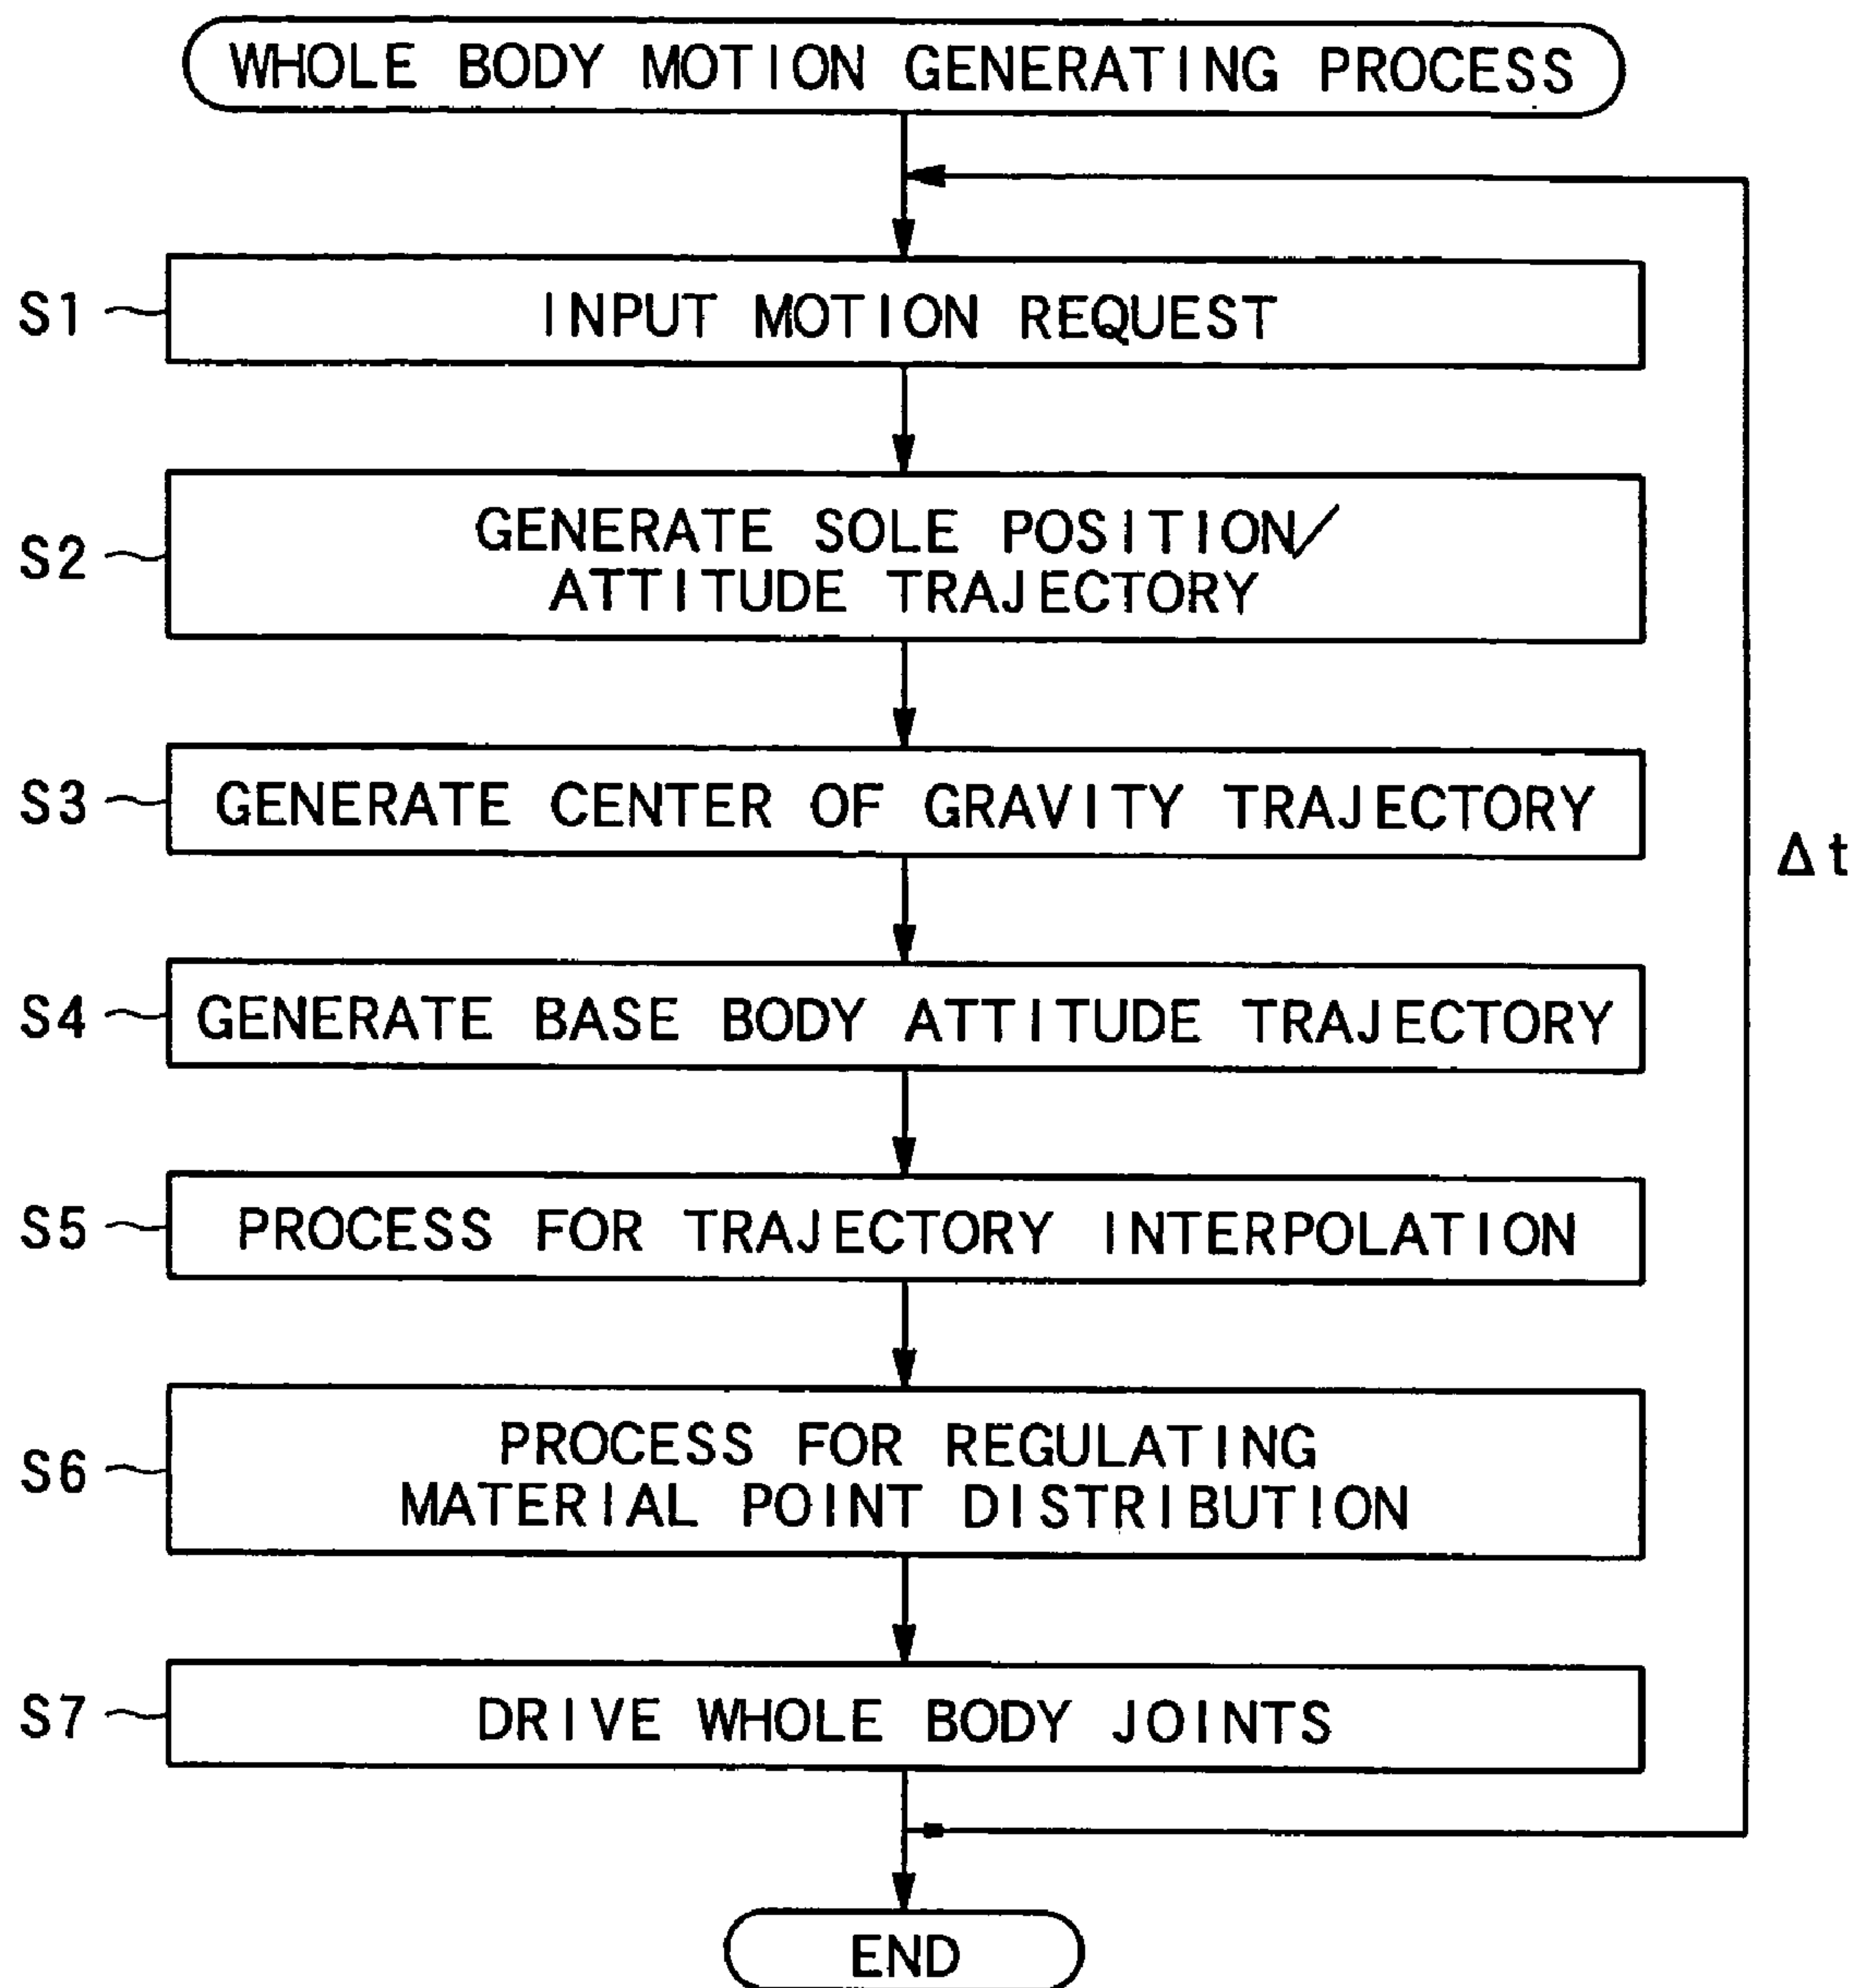 WHOLE BODY MOTION GENERATING PROCESS
S1
INPUT MOTION REQUEST
S2
GENERATE SOLE POSITION/
ATTITUDE TRAJECTORY
S3
GENERATE CENTER OF GRAVITY TRAJECTORY
Δt
S4
GENERATE BASE BODY ATTITUDE TRAJECTORY
S5
PROCESS FOR TRAJECTORY INTERPOLATION
S6
PROCESS FOR REGULATING
MATERIAL POINT DISTRIBUTION
S7
DRIVE WHOLE BODY JOINTS
END